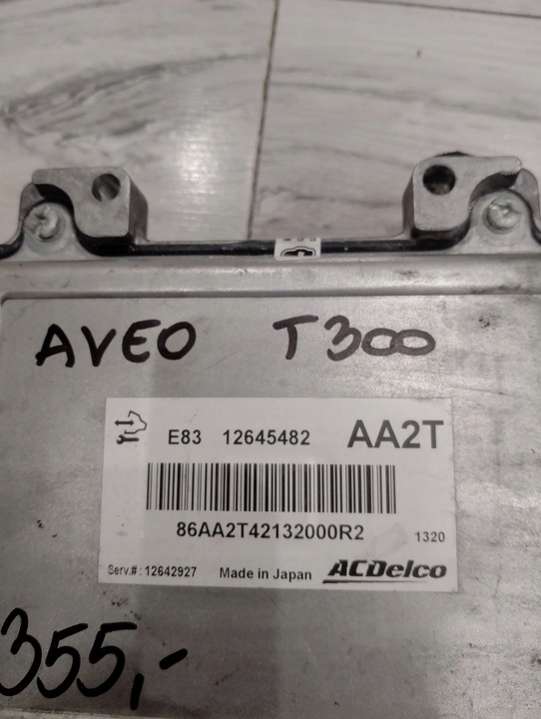 AVEO T300
E83 12645482 AA2T
86AA2T42132000R2
1320
Serv.#: 12642927 Made in Japan ACDelco
355,-